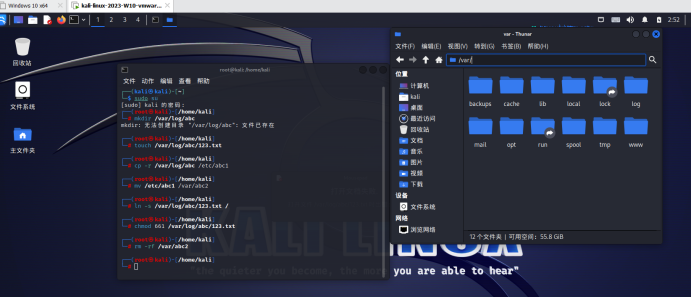 Windows 10 x64
kali-linux-2023-W10-vmwar...
1 2 3 4
2:52
回收站
文件系统
主文件夹
root@kali: /home/kali
文件 动作 编辑 查看 帮助
(kali㉿kali)-[~]
$ sudo su
[sudo] kali 的密码:
(root㉿kali)-[/home/kali]
# mkdir /var/log/abc
mkdir: 无法创建目录 "/var/log/abc": 文件已存在
(root㉿kali)-[/home/kali]
# touch /var/log/abc/123.txt
(root㉿kali)-[/home/kali]
# cp -r /var/log/abc /etc/abc1
(root㉿kali)-[/home/kali]
# mv /etc/abc1 /var/abc2
(root㉿kali)-[/home/kali]
# ln -s /var/log/abc/123.txt /
(root㉿kali)-[/home/kali]
# chmod 661 /var/log/abc/123.txt
(root㉿kali)-[/home/kali]
# rm -rf /var/abc2
(root㉿kali)-[/home/kali]
#
var - Thunar
文件(F) 编辑(E) 视图(V) 转到(G) 书签(B) 帮助(H)
/var/
位置
计算机
kali
桌面
最近访问
回收站
文档
音乐
图片
视频
下载
设备
文件系统
网络
浏览网络
backups cache lib local lock log
mail opt run spool tmp www
12 个文件夹 | 可用空间: 55.8 GiB
KALI LINUX
"the quieter you become, the more you are able to hear"